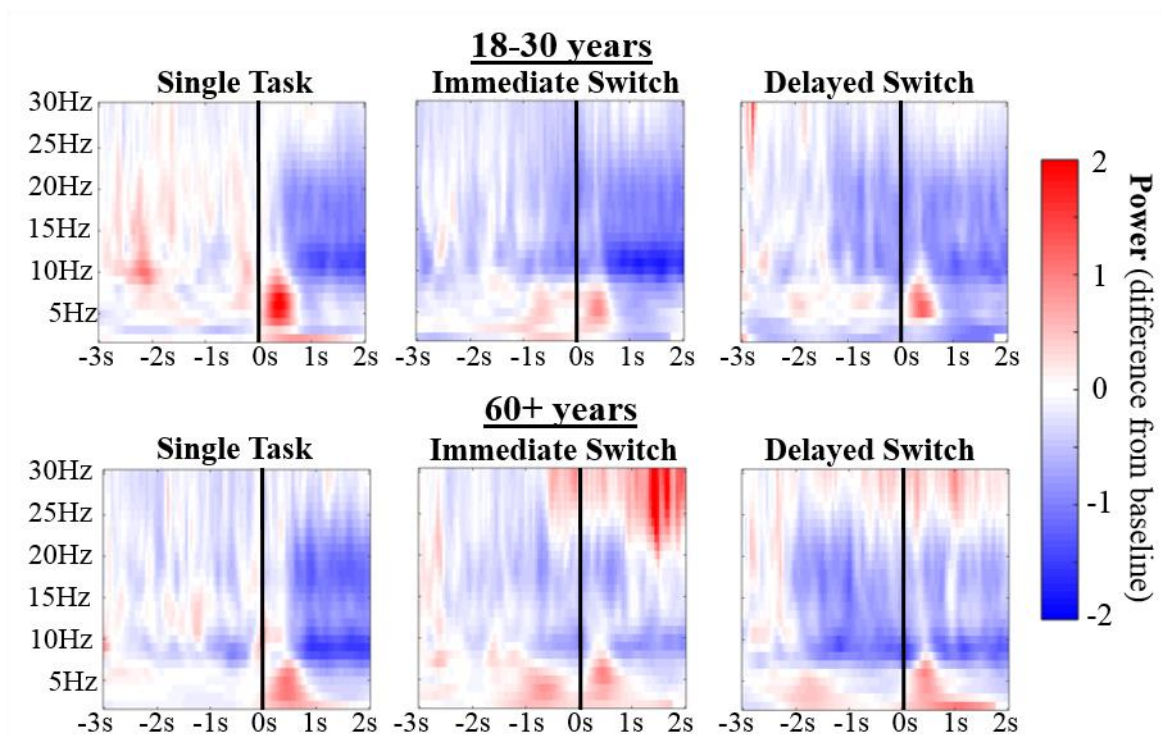 18-30 years
Single Task Immediate Switch Delayed Switch
30Hz
25Hz
20Hz
15Hz
10Hz
5Hz
-3s -2s -1s 0s 1s 2s -3s -2s -1s 0s 1s 2s -3s -2s -1s 0s 1s 2s
60+ years
Single Task Immediate Switch Delayed Switch
30Hz
25Hz
20Hz
15Hz
10Hz
5Hz
-3s -2s -1s 0s 1s 2s -3s -2s -1s 0s 1s 2s -3s -2s -1s 0s 1s 2s
2
1
0
-1
-2
Power (difference from baseline)